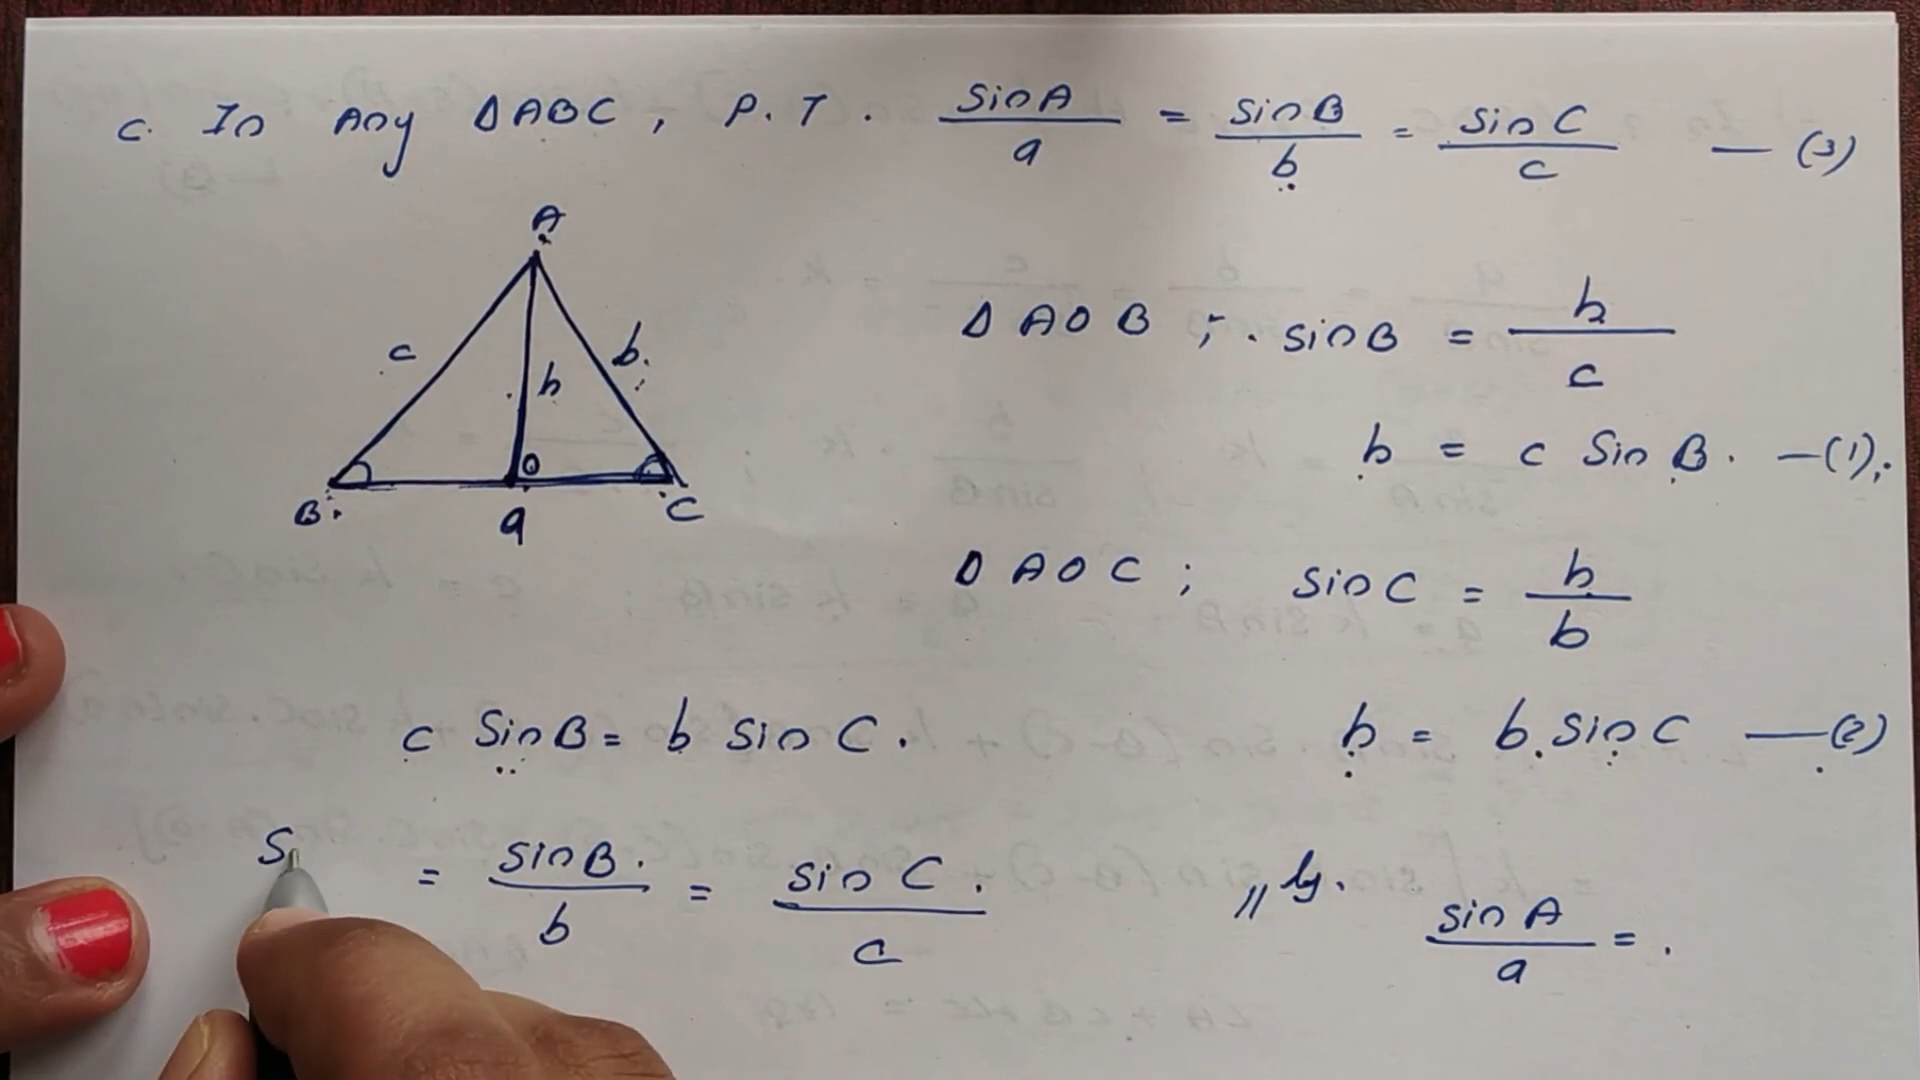 c. In Any ΔABC, P.T. sinA/a = sinB/b = sinC/c — (3)
A
c
h
b.
B.
O
C
a
ΔAOB ; sinB = h/c
h = c SinB. —(1),
ΔAOC ; sinC = h/b
h = b.sinC —(2)
c SinB = b sinC.
S = sinB./b = sinC./c
//ly. sinA/a = .